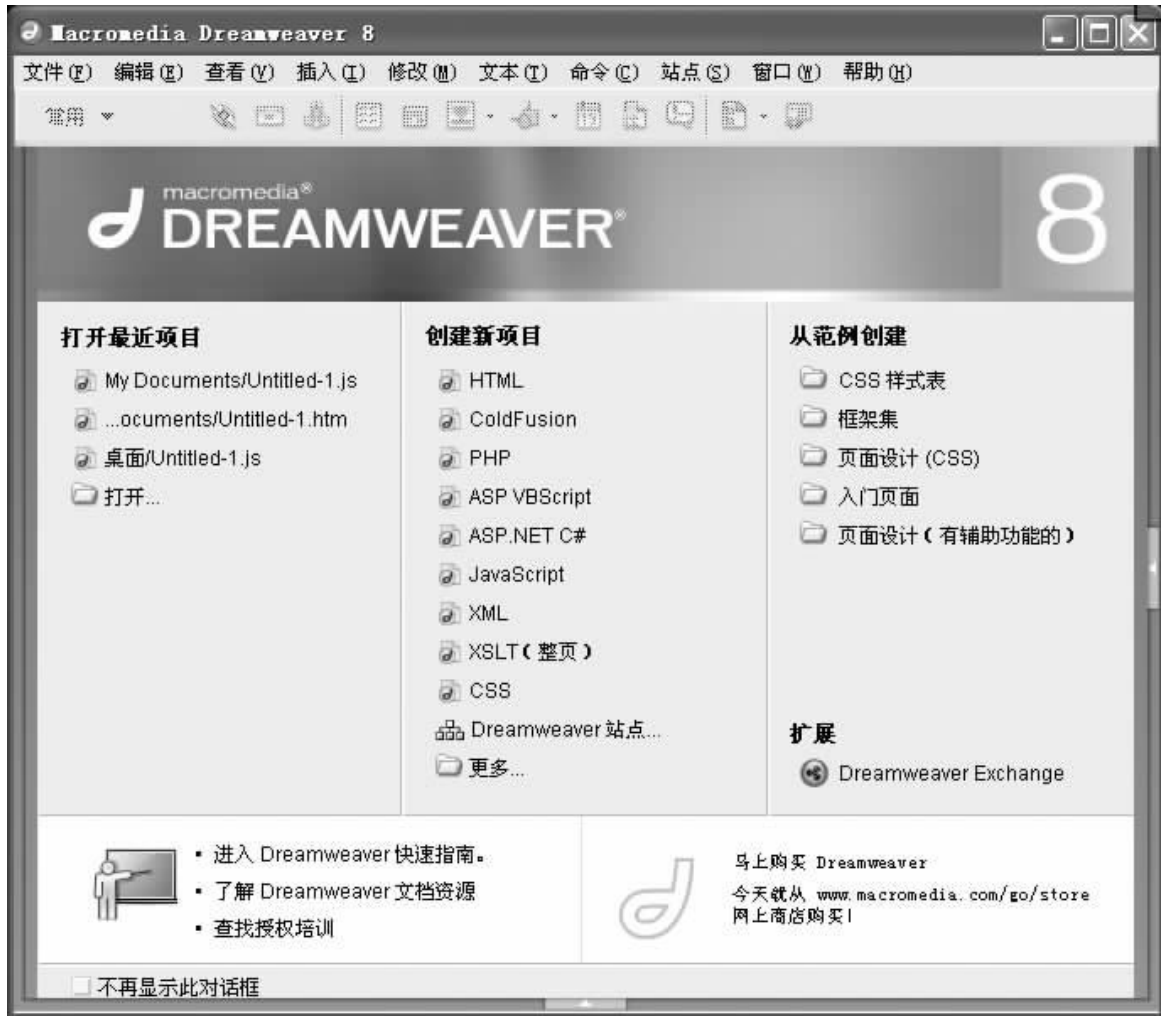 Macromedia Dreamweaver 8
文件(F) 编辑(E) 查看(V) 插入(I) 修改(M) 文本(T) 命令(C) 站点(S) 窗口(W) 帮助(H)
常用
macromedia®
DREAMWEAVER®
8
打开最近项目
My Documents/Untitled-1.js
...ocuments/Untitled-1.htm
桌面/Untitled-1.js
打开...
创建新项目
HTML
ColdFusion
PHP
ASP VBScript
ASP.NET C#
JavaScript
XML
XSLT(整页)
CSS
Dreamweaver 站点...
更多...
从范例创建
CSS 样式表
框架集
页面设计 (CSS)
入门页面
页面设计(有辅助功能的)
扩展
Dreamweaver Exchange
• 进入 Dreamweaver 快速指南。
• 了解 Dreamweaver 文档资源
• 查找授权培训
马上购买 Dreamweaver
今天就从 www.macromedia.com/go/store
网上商店购买!
不再显示此对话框